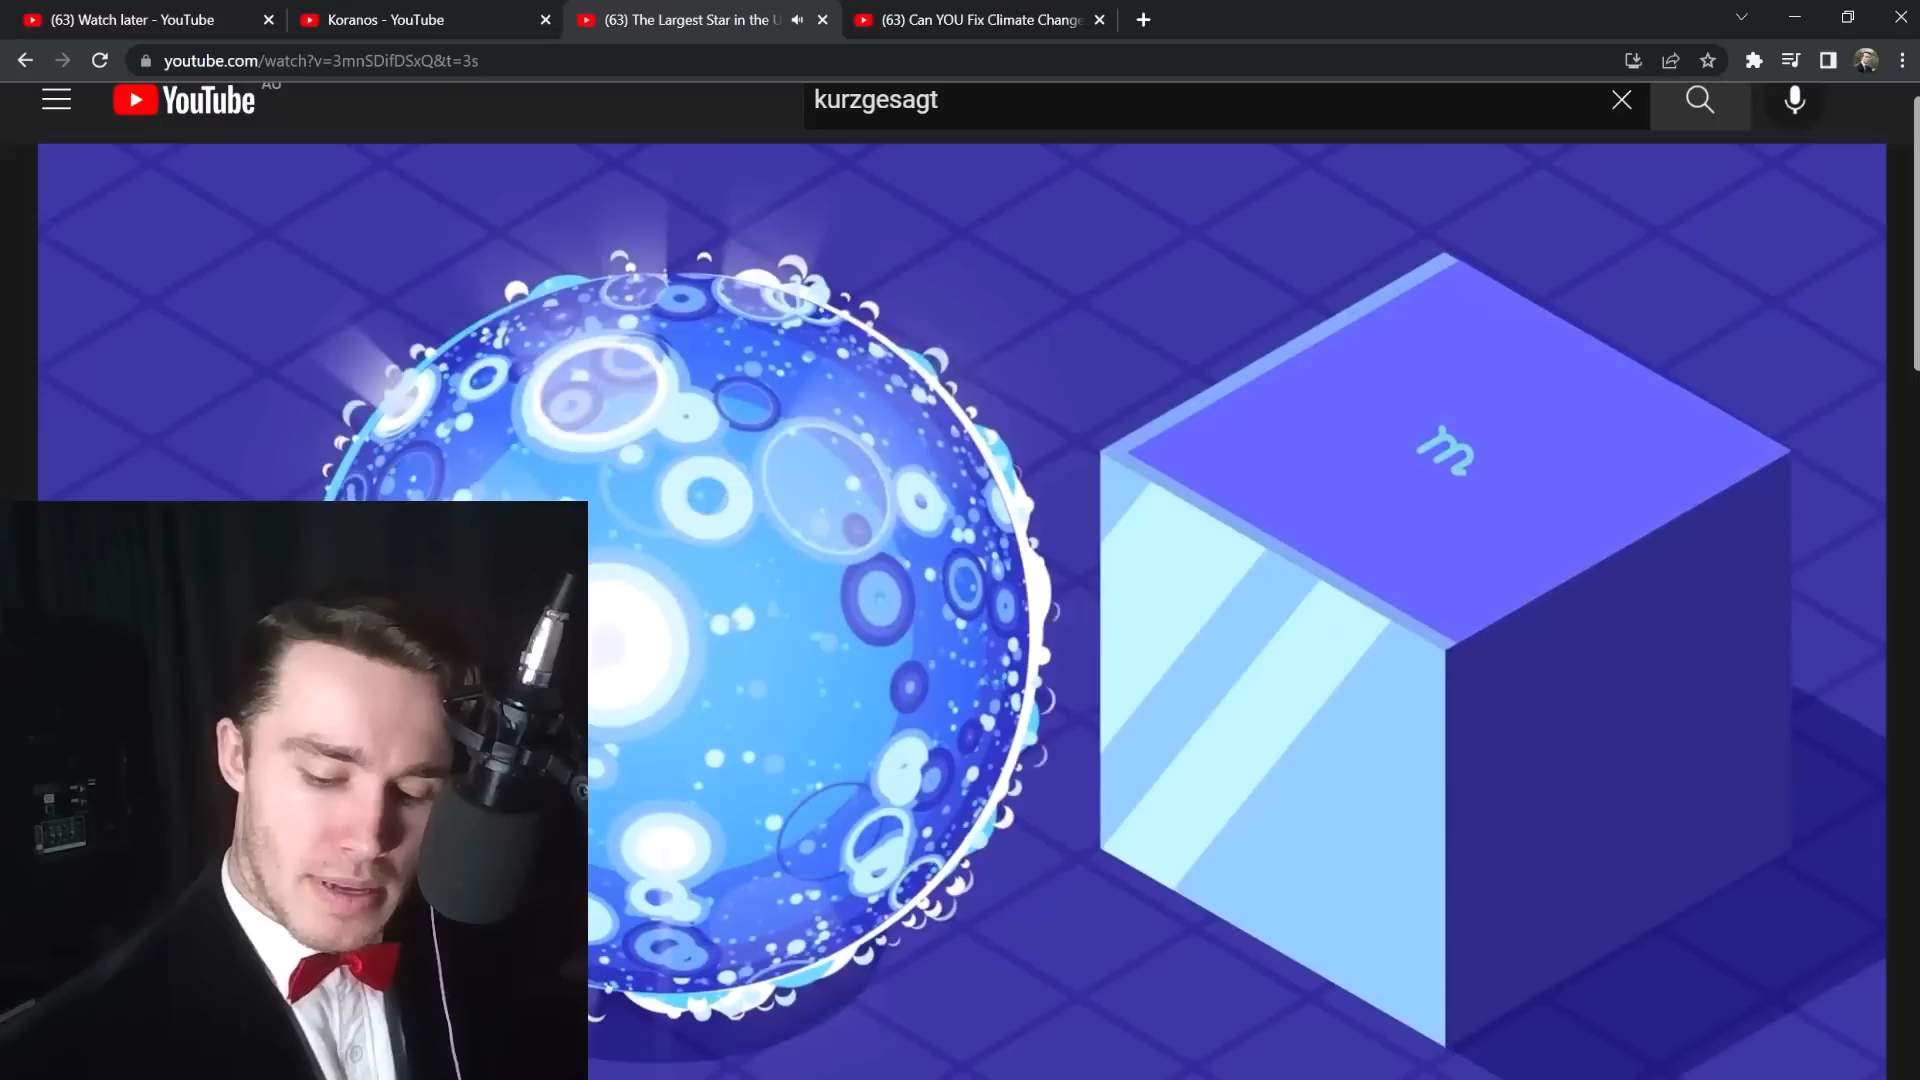 (63) Watch later - YouTube
Koranos - YouTube
(63) The Largest Star in the U
(63) Can YOU Fix Climate Change
youtube.com/watch?v=3mnSDifDSxQ&t=3s
YouTube
AU
kurzgesagt
m